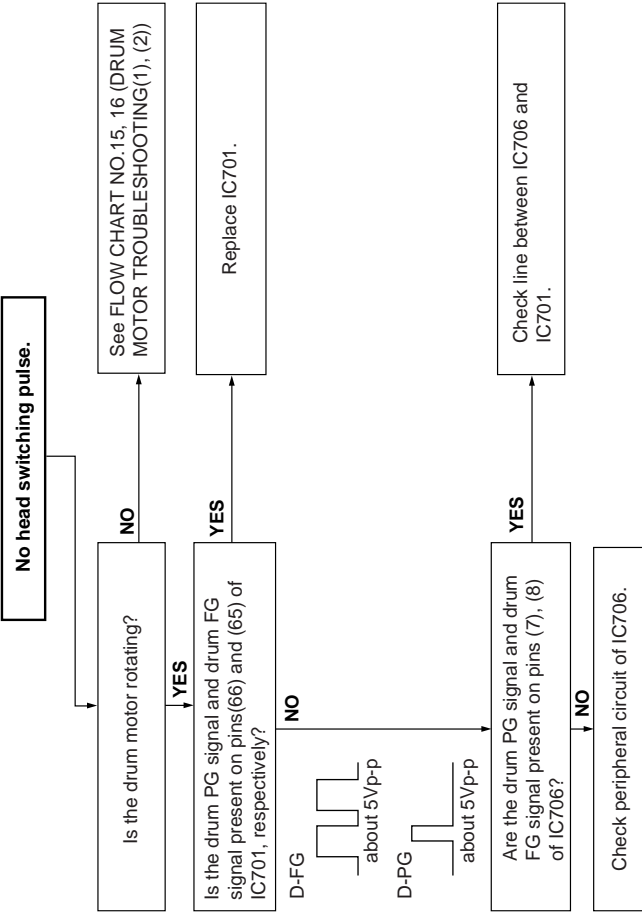 No head switching pulse.
Is the drum motor rotating?
NO
See FLOW CHART NO.15, 16 (DRUM
MOTOR TROUBLESHOOTING(1), (2))
YES
Is the drum PG signal and drum FG
signal present on pins(66) and (65) of
IC701, respectively?
YES
Replace IC701.
NO
D-FG
about 5Vp-p
D-PG
about 5Vp-p
Are the drum PG signal and drum
FG signal present on pins (7), (8)
of IC706?
YES
Check line between IC706 and
IC701.
NO
Check peripheral circuit of IC706.